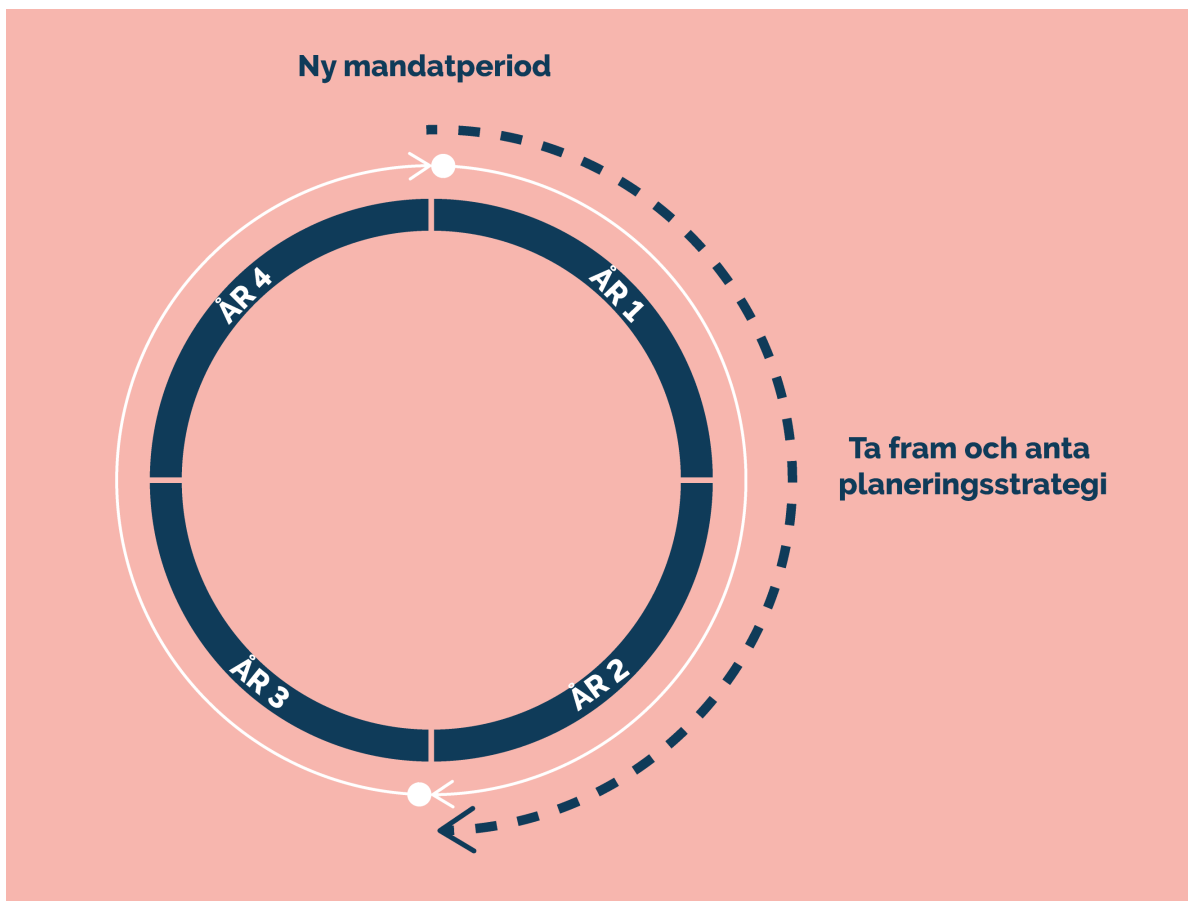 Ny mandatperiod
ÅR 4
ÅR 1
Ta fram och anta
planeringsstrategi
ÅR 3
ÅR 2